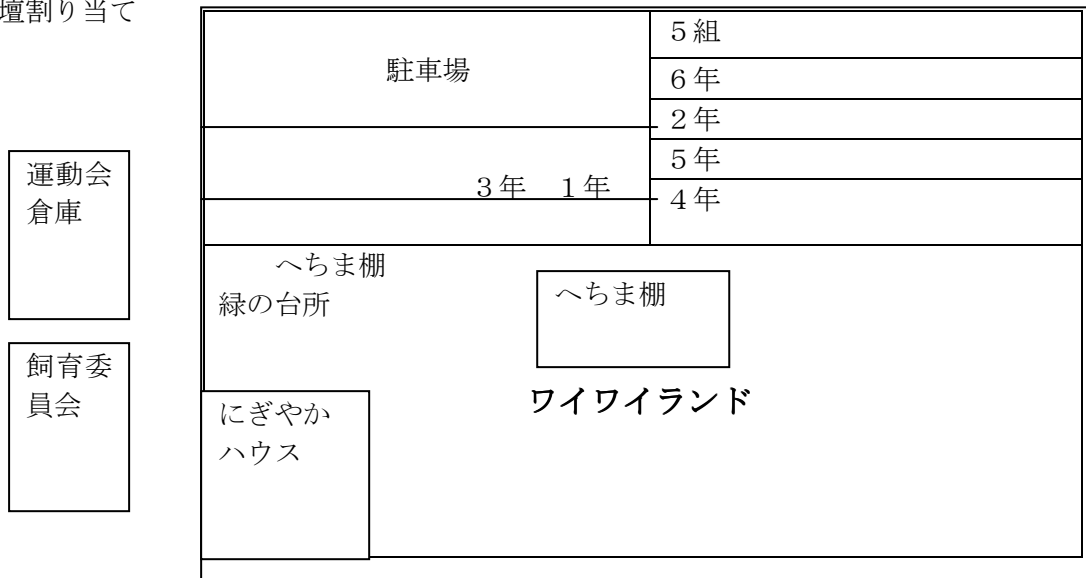 壇割り当て
駐車場
５組
６年
２年
５年
４年
３年　１年
運動会
倉庫
へちま棚
緑の台所
へちま棚
飼育委
員会
にぎやか
ハウス
ワイワイランド